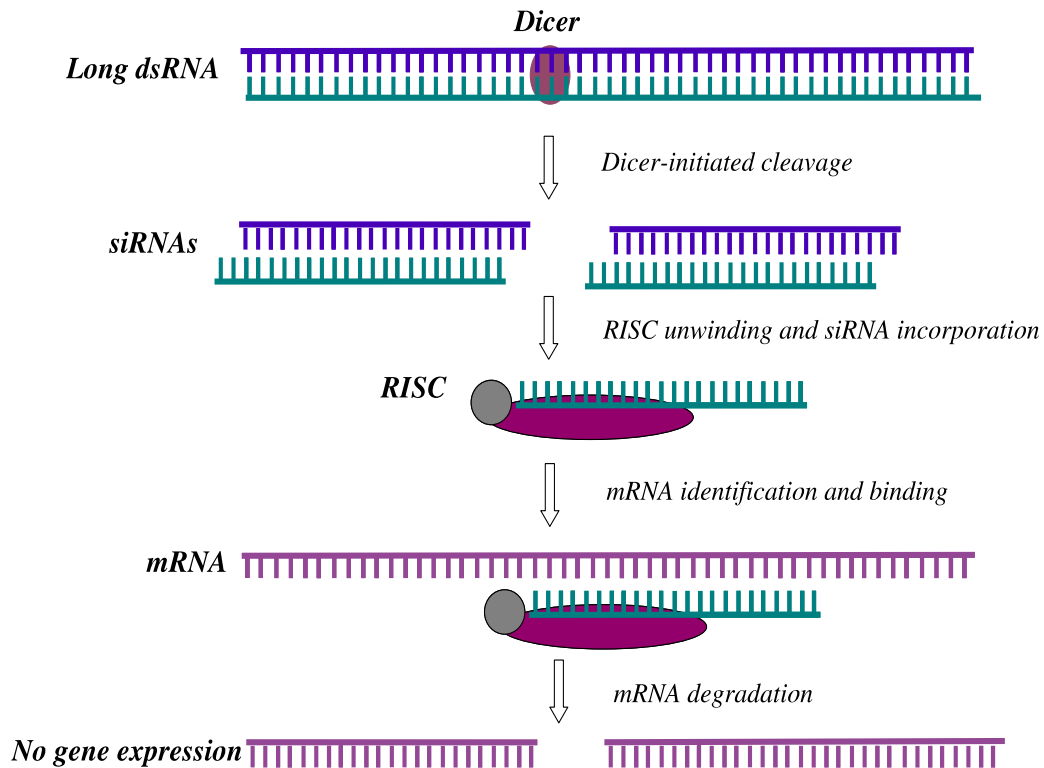 Dicer
Long dsRNA
Dicer-initiated cleavage
siRNAs
RISC unwinding and siRNA incorporation
RISC
mRNA identification and binding
mRNA
mRNA degradation
No gene expression